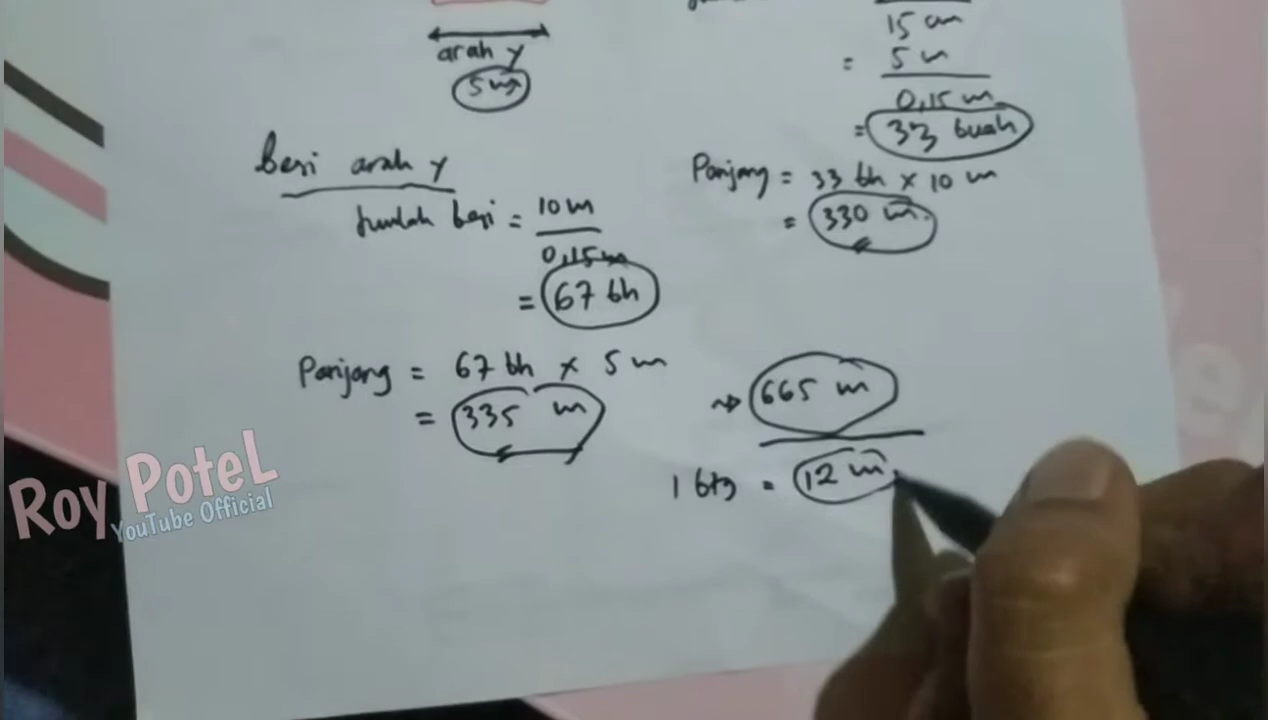 arah y
5 m
Besi arah y
Jumlah besi = 10 m
0,15 m
= 67 bh
Panjang = 67 bh x 5 m
= 335 m
15 cm
= 5 m
0,15 m
= 33 buah
Panjang = 33 bh x 10 m
= 330 m.
665 m
1 btg = 12 m
Roy PoteL
YouTube Official